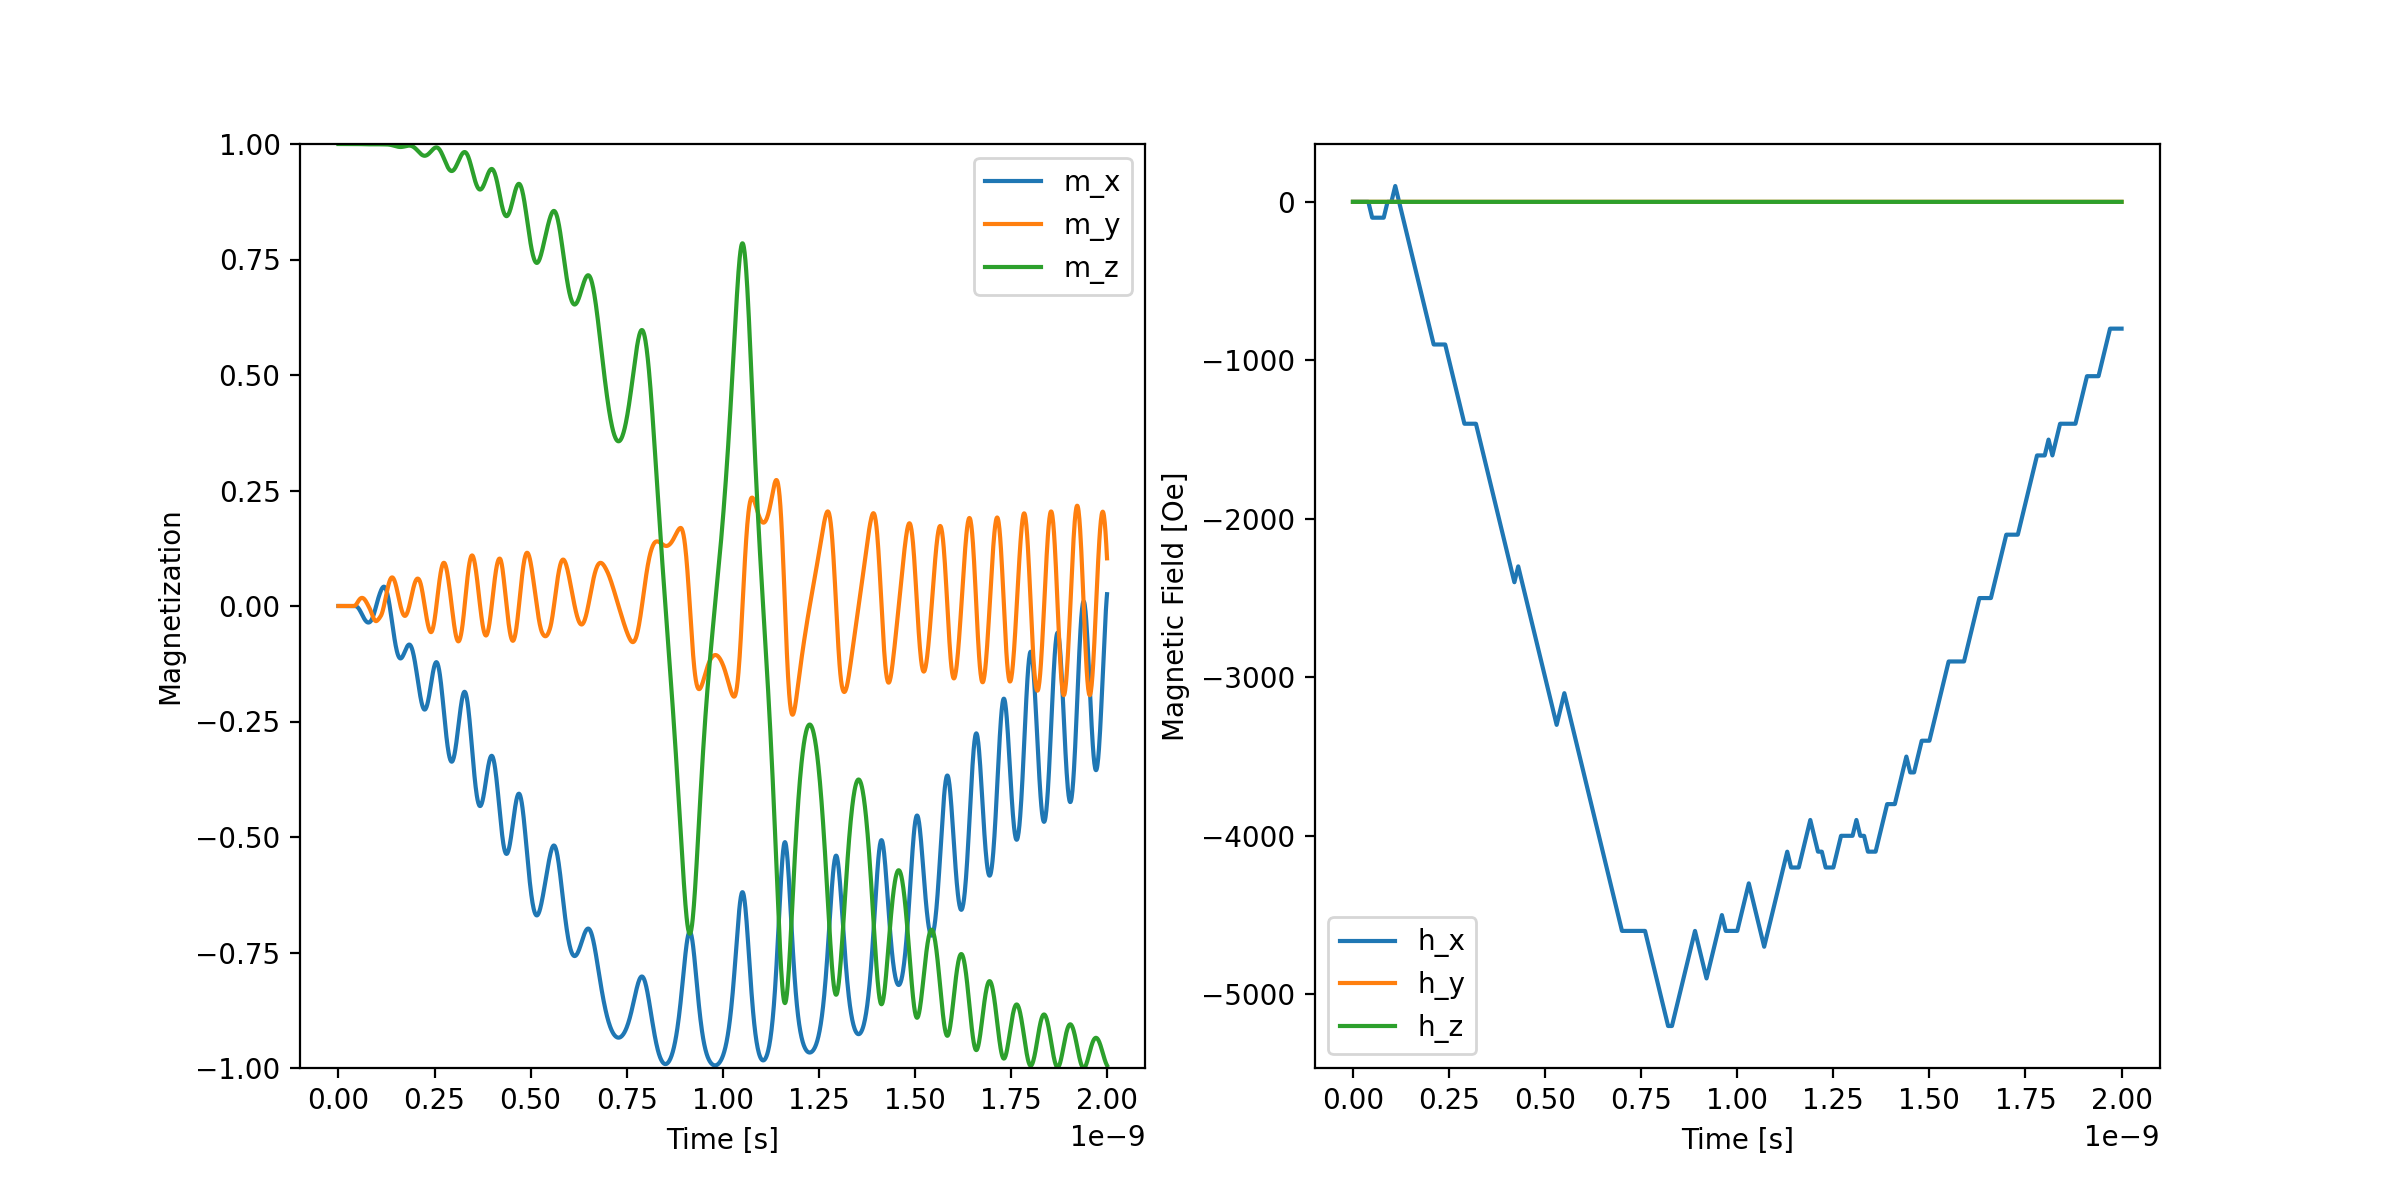 1.00
0.75
0.50
0.25
0.00
−0.25
−0.50
−0.75
−1.00
Magnetization
m_x
m_y
m_z
0.00 0.25 0.50 0.75 1.00 1.25 1.50 1.75 2.00
Time [s]
1e−9
0
−1000
−2000
−3000
−4000
−5000
Magnetic Field [Oe]
h_x
h_y
h_z
0.00 0.25 0.50 0.75 1.00 1.25 1.50 1.75 2.00
Time [s]
1e−9